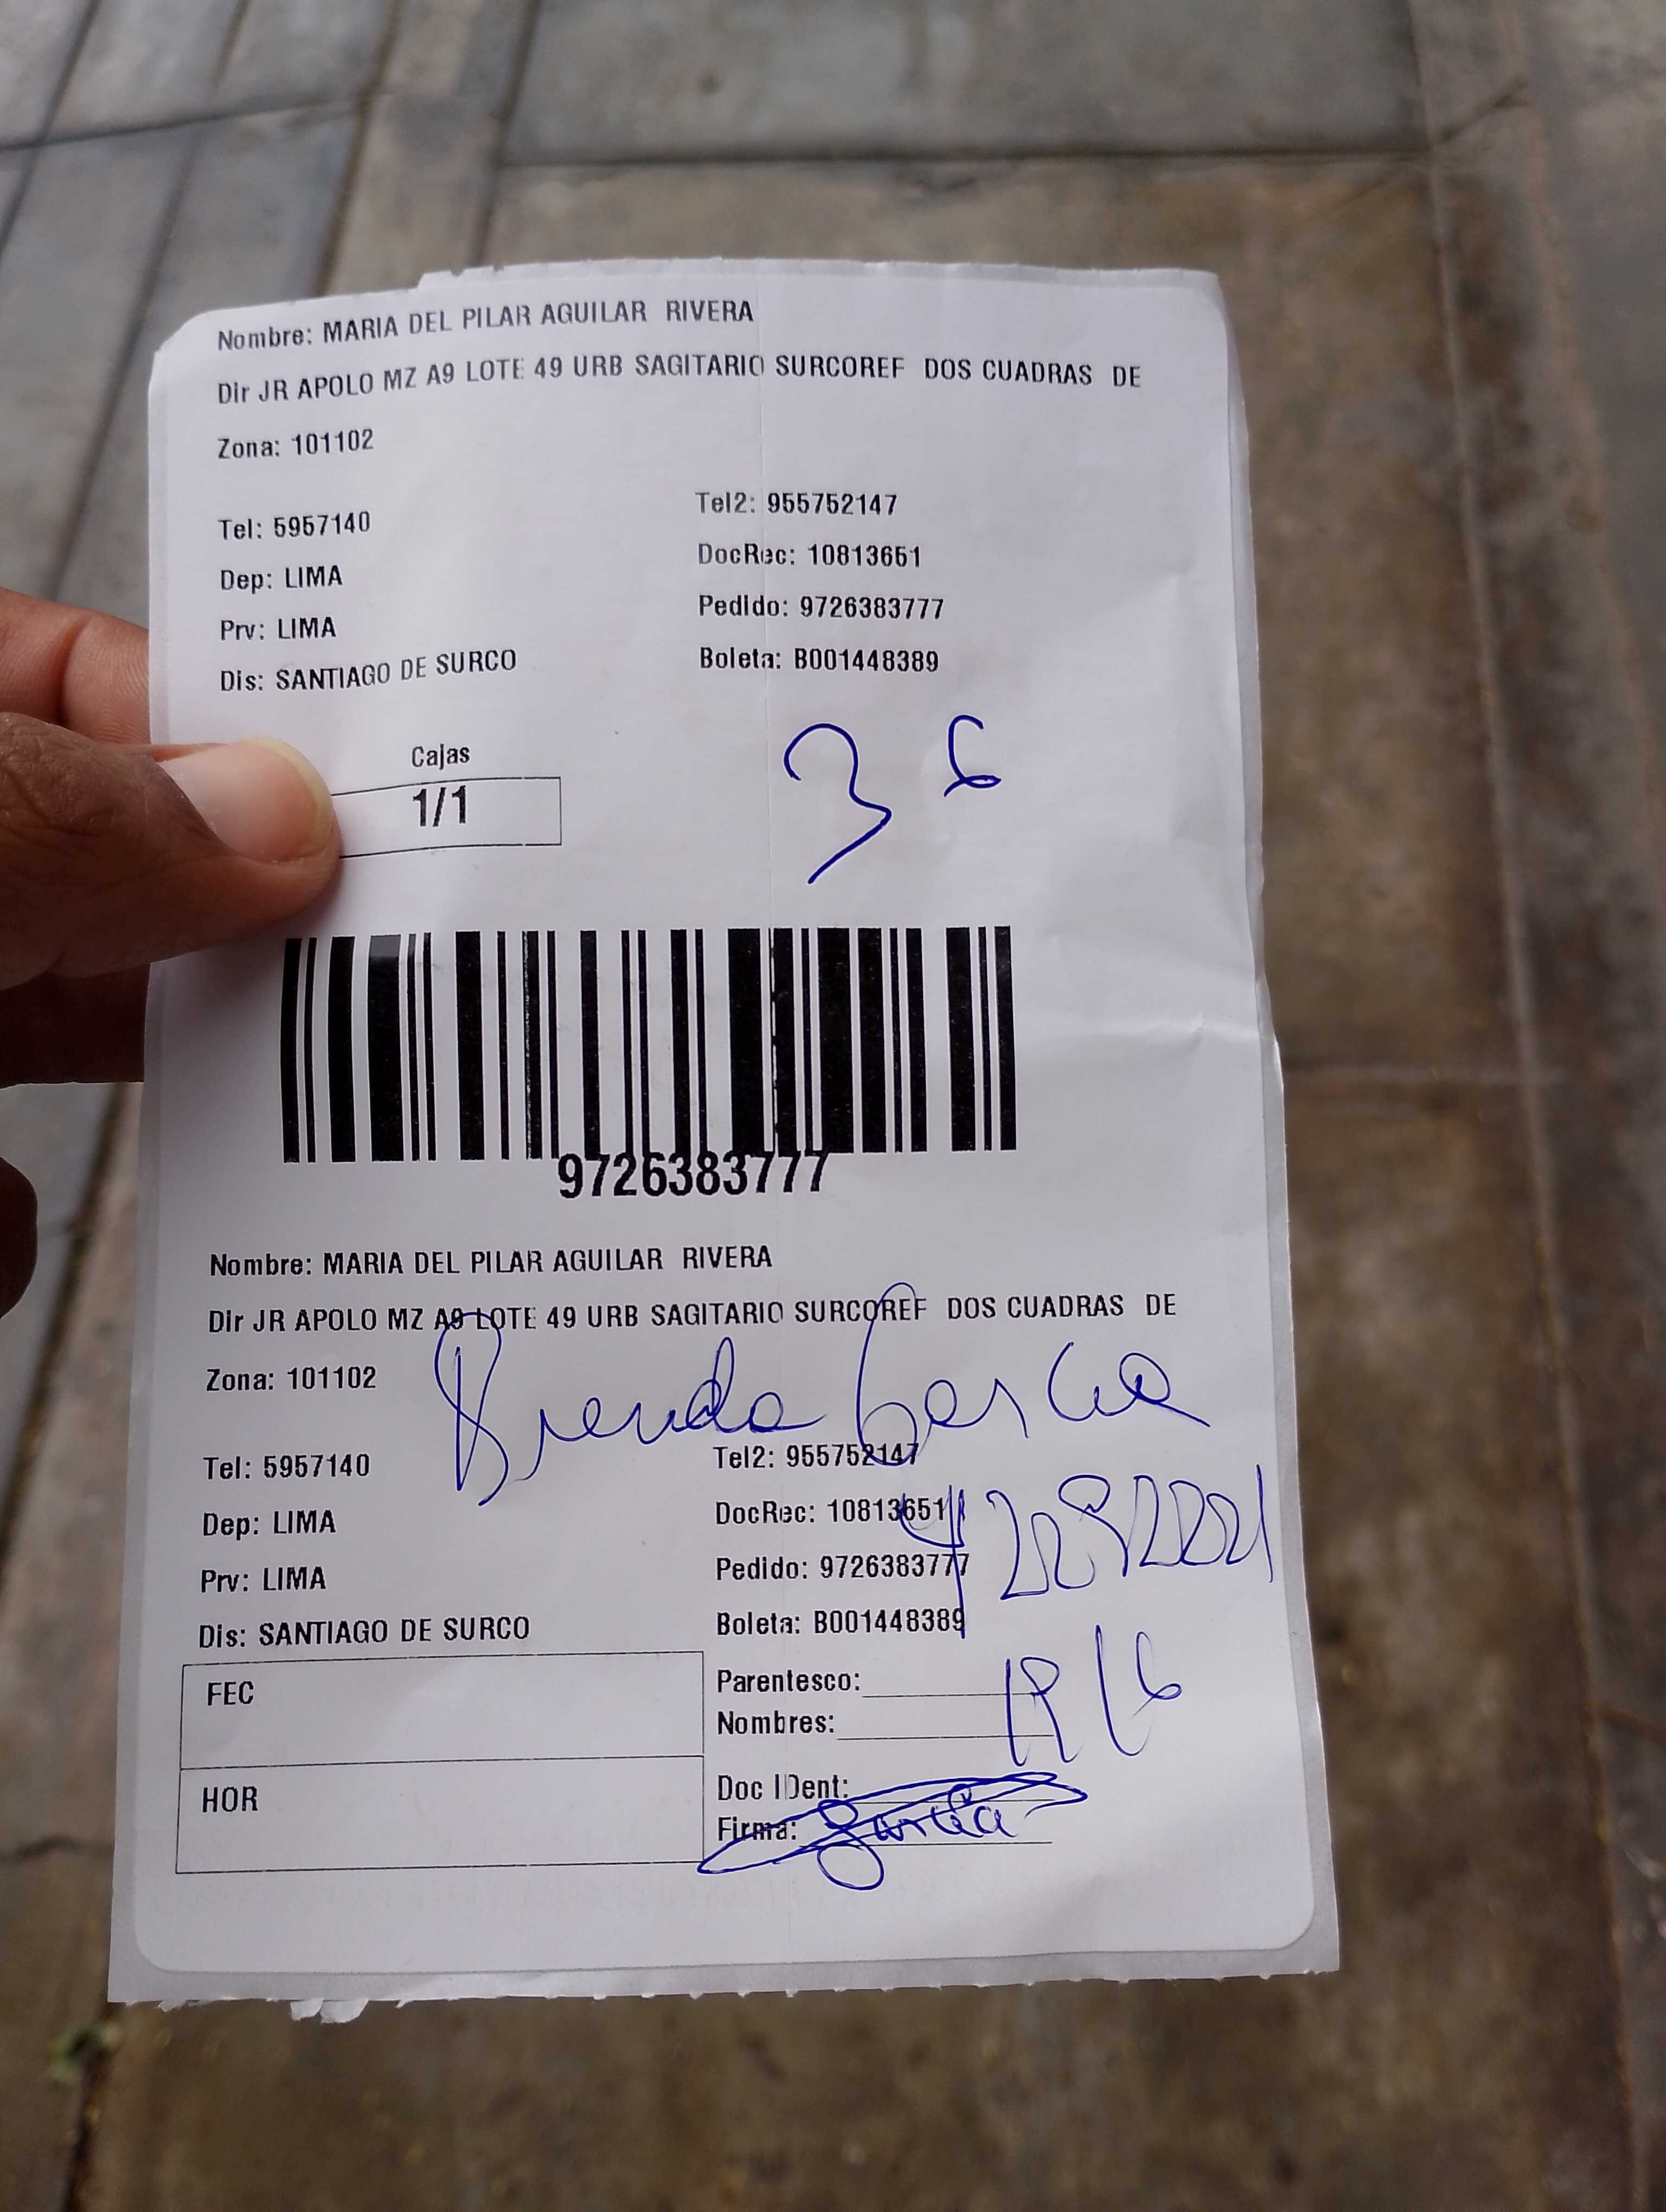 Nombre: MARIA DEL PILAR AGUILAR RIVERA
Dir JR APOLO MZ A9 LOTE 49 URB SAGITARIO SURCOREF DOS CUADRAS DE
Zona: 101102
Tel: 5957140 Tel2: 955752147
Dep: LIMA DocRec: 10813651
Prv: LIMA Pedido: 9726383777
Dis: SANTIAGO DE SURCO Boleta: B001448389
Cajas
1/1
3
9726383777
Nombre: MARIA DEL PILAR AGUILAR RIVERA
Dir JR APOLO MZ A9 LOTE 49 URB SAGITARIO SURCOREF DOS CUADRAS DE
Zona: 101102
Brenda Garcia
Tel: 5957140 Tel2: 955752147
Dep: LIMA DocRec: 10813651
Prv: LIMA Pedido: 9726383777
Dis: SANTIAGO DE SURCO Boleta: B001448389
FEC Parentesco:
Nombres:
HOR Doc IDent:
Firma: